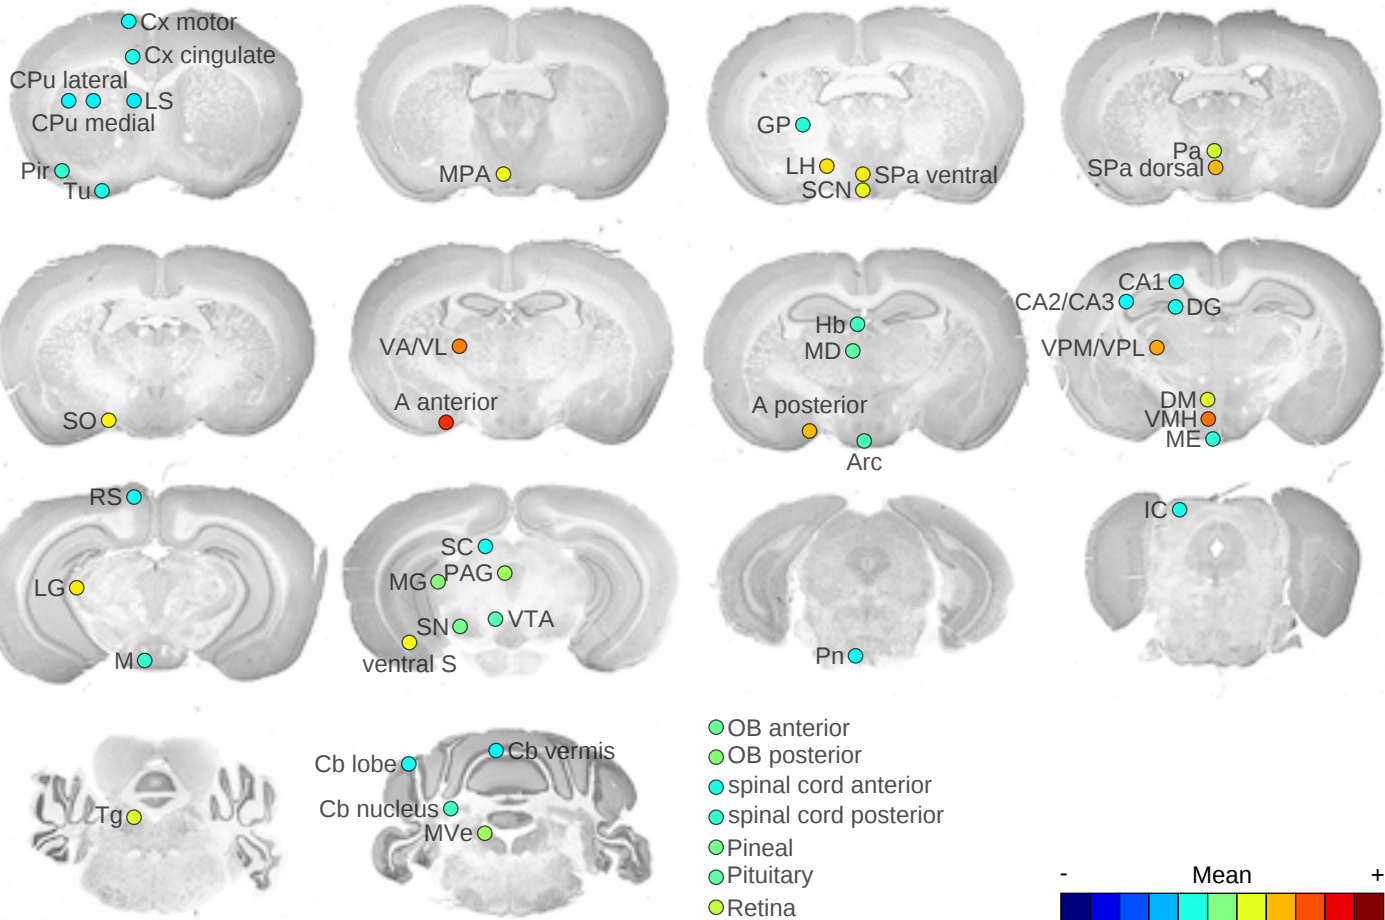 Cx motor
Cx cingulate
CPu lateral
LS
CPu medial
Pir
Tu
MPA
GP
LH
SPa ventral
SCN
Pa
SPa dorsal
SO
VA/VL
A anterior
Hb
MD
A posterior
Arc
CA1
CA2/CA3
DG
VPM/VPL
DM
VMH
ME
RS
LG
M
SC
MG
PAG
SN
VTA
ventral S
Pn
IC
Tg
Cb lobe
Cb vermis
Cb nucleus
MVe
OB anterior
OB posterior
spinal cord anterior
spinal cord posterior
Pineal
Pituitary
Retina
- Mean +